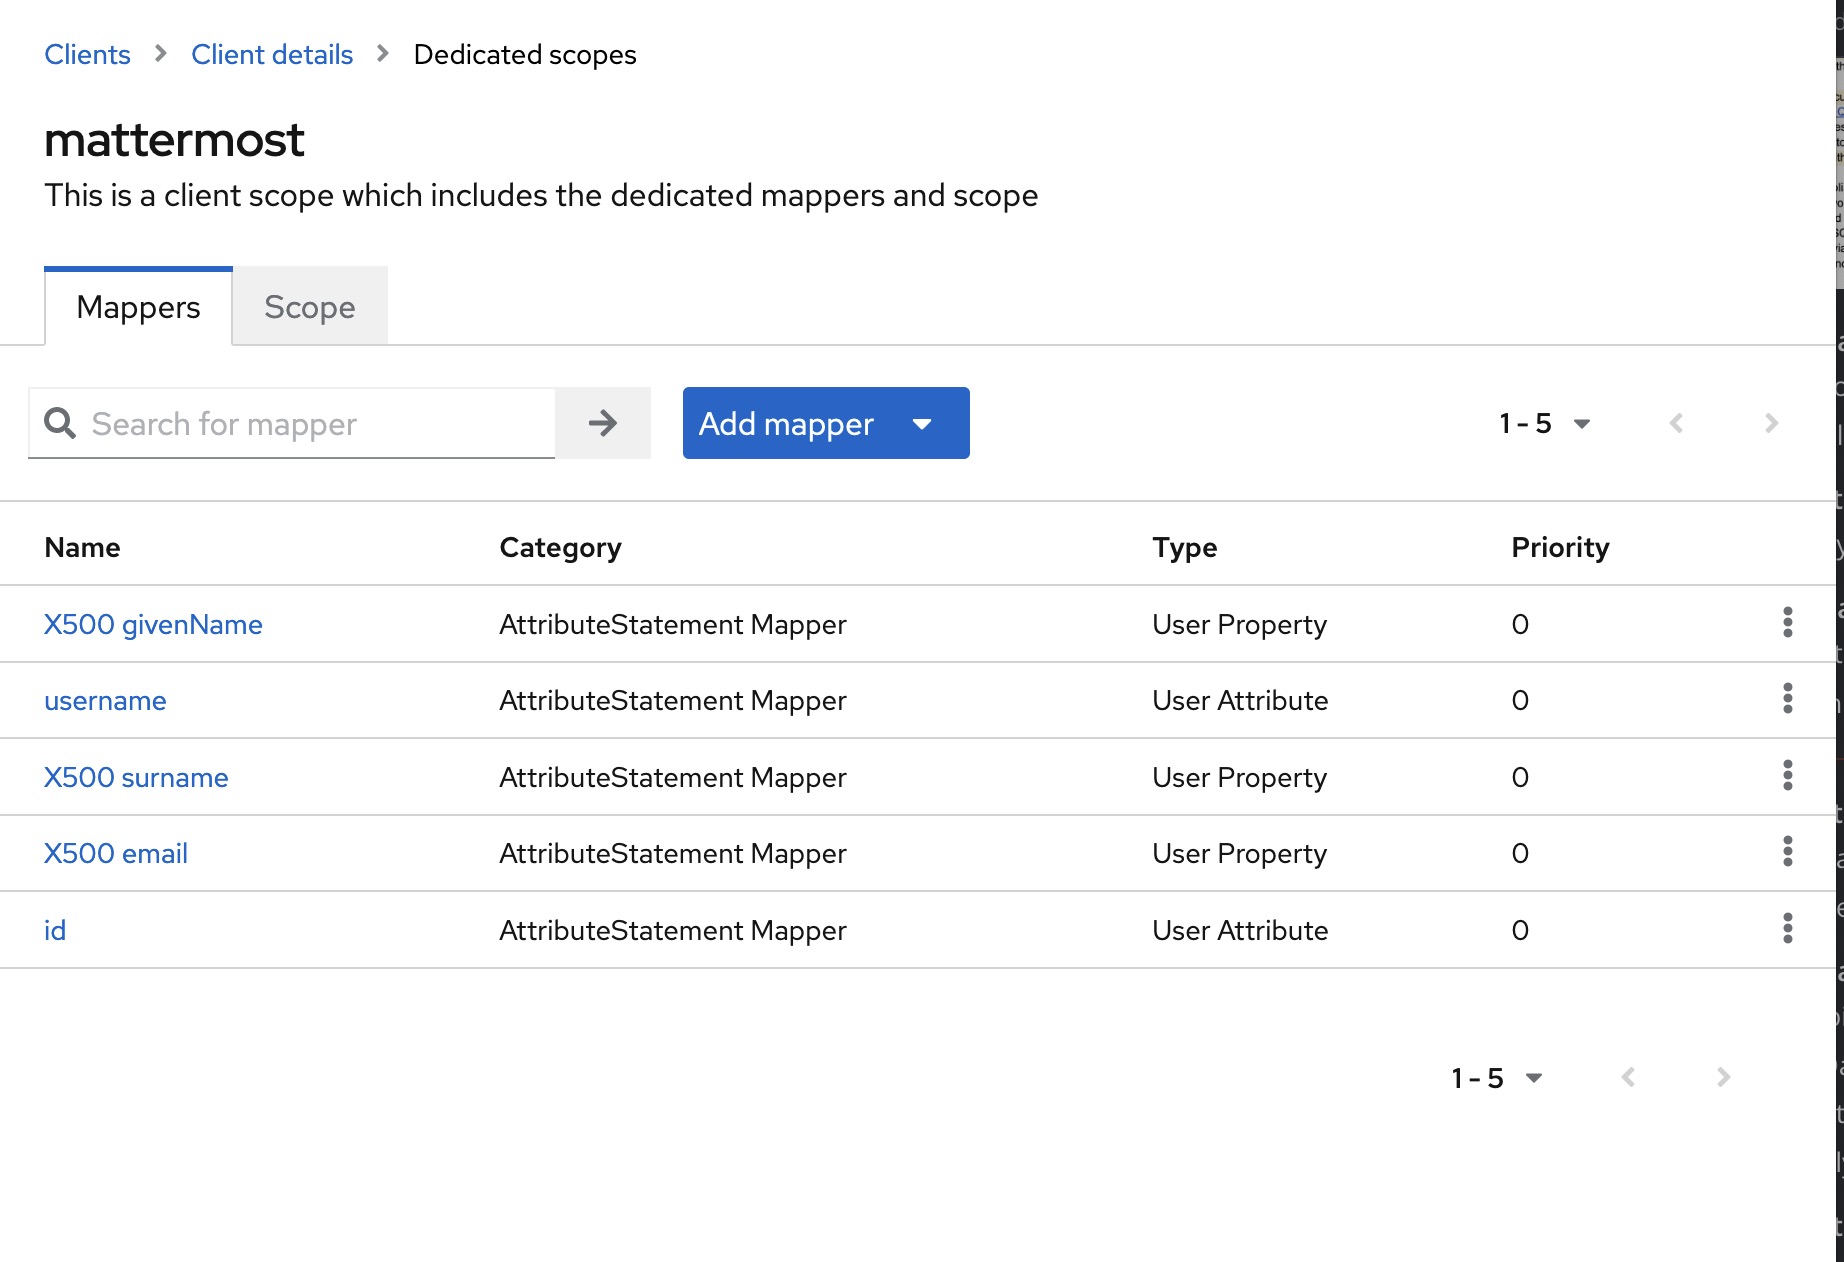 Clients > Client details > Dedicated scopes
mattermost
This is a client scope which includes the dedicated mappers and scope
Mappers Scope
Search for mapper Add mapper 1 - 5
Name Category Type Priority
X500 givenName AttributeStatement Mapper User Property 0
username AttributeStatement Mapper User Attribute 0
X500 surname AttributeStatement Mapper User Property 0
X500 email AttributeStatement Mapper User Property 0
id AttributeStatement Mapper User Attribute 0
1 - 5